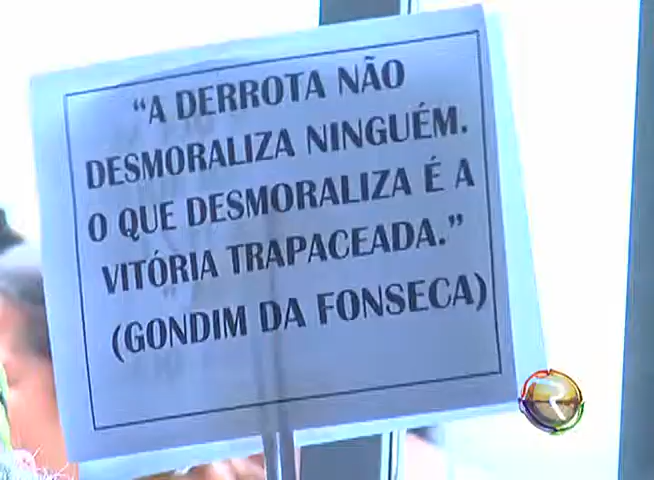 “A DERROTA NÃO
DESMORALIZA NINGUÉM.
O QUE DESMORALIZA É A
VITÓRIA TRAPACEADA.”
(GONDIM DA FONSECA)
R